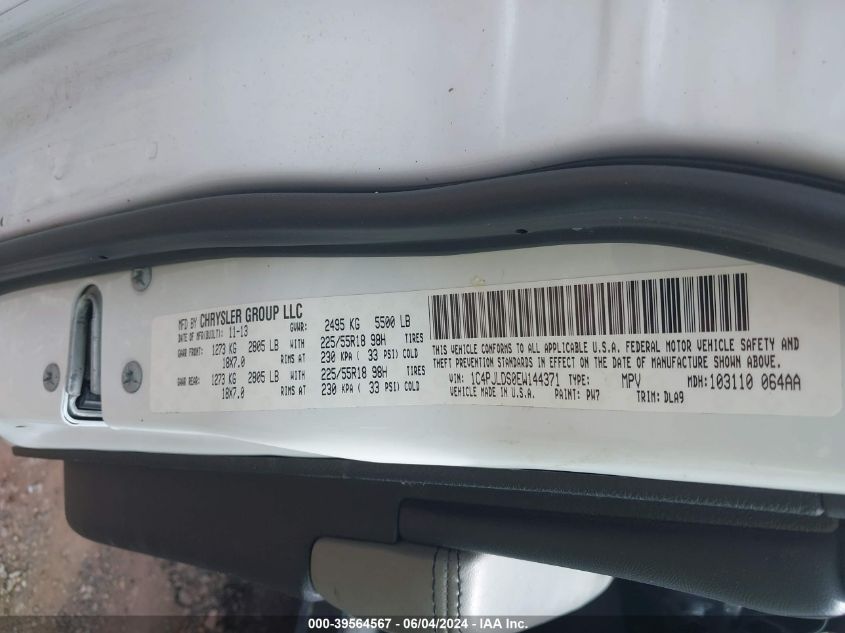 MFD BY CHRYSLER GROUP LLC
DATE OF MFR(BUILT): 11-13 GVWR: 2495 KG 5500 LB
GAWR FRONT: 1273 KG 2805 LB WITH 225/55R18 98H TIRES
18X7.0 RIMS AT 230 KPA ( 33 PSI) COLD
GAWR REAR: 1273 KG 2805 LB WITH 225/55R18 98H TIRES
18X7.0 RIMS AT 230 KPA ( 33 PSI) COLD
THIS VEHICLE CONFORMS TO ALL APPLICABLE U.S.A. FEDERAL MOTOR VEHICLE SAFETY AND
THEFT PREVENTION STANDARDS IN EFFECT ON THE DATE OF MANUFACTURE SHOWN ABOVE.
VIN: 1C4PJLDS0EW144371 TYPE: MPV MDH: 103110 064AA
VEHICLE MADE IN U.S.A. PAINT: PW7 TRIM: DLA9
000-39564567 - 06/04/2024 - IAA Inc.